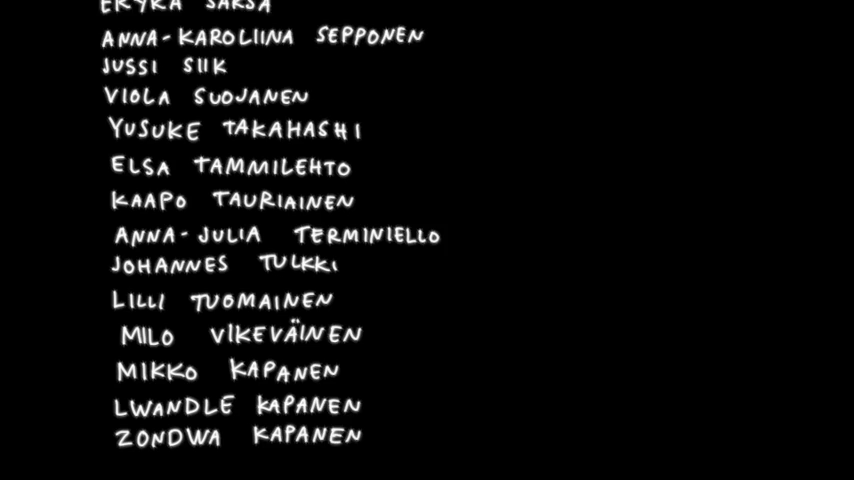 ANNA-KAROLIINA SEPPONEN
JUSSI SIIK
VIOLA SUOJANEN
YUSUKE TAKAHASHI
ELSA TAMMILEHTO
KAAPO TAURIAINEN
ANNA-JULIA TERMINIELLO
JOHANNES TULKKI
LILLI TUOMAINEN
MILO VIKEVÄINEN
MIKKO KAPANEN
LWANDLE KAPANEN
ZONDWA KAPANEN